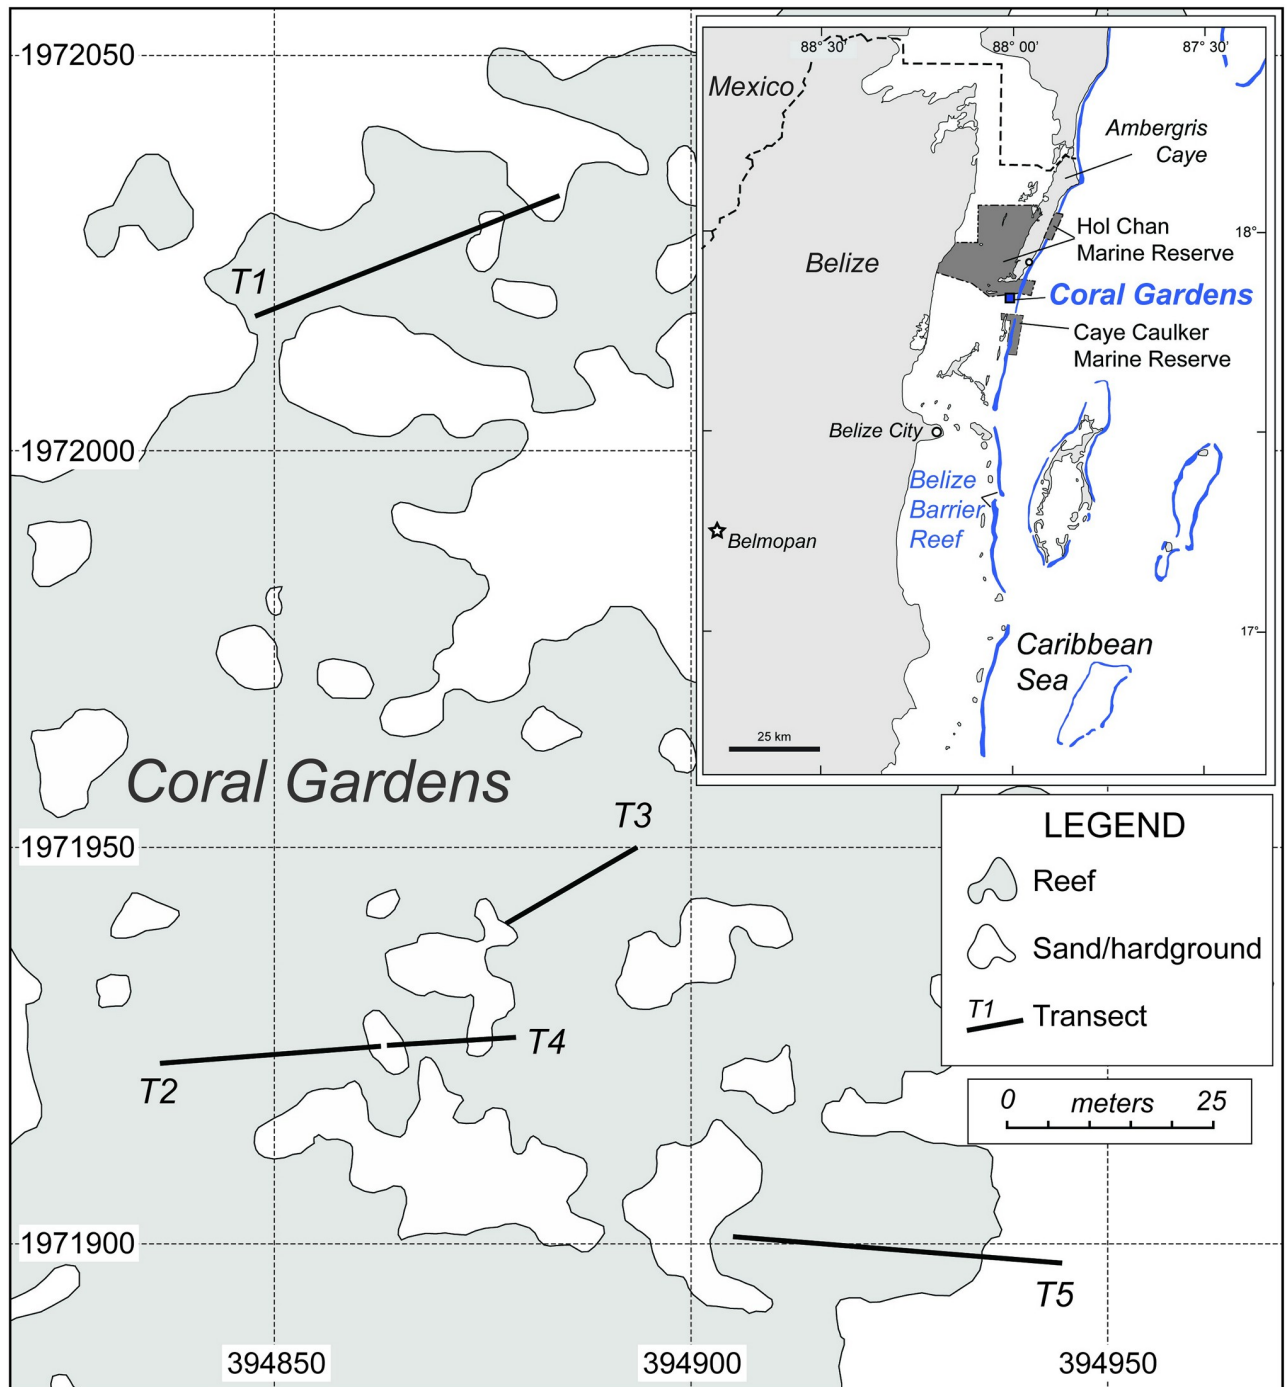 1972050
1972000
1971950
1971900
394850
394900
394950
T1
Coral Gardens
T3
T2
T4
T5
88° 30'
88° 00'
87° 30'
Mexico
Ambergris
Caye
Hol Chan
Marine Reserve
18°
Belize
Coral Gardens
Caye Caulker
Marine Reserve
Belize City
Belize
Barrier
Reef
Belmopan
17°
Caribbean
Sea
25 km
LEGEND
Reef
Sand/hardground
T1
Transect
0 meters 25